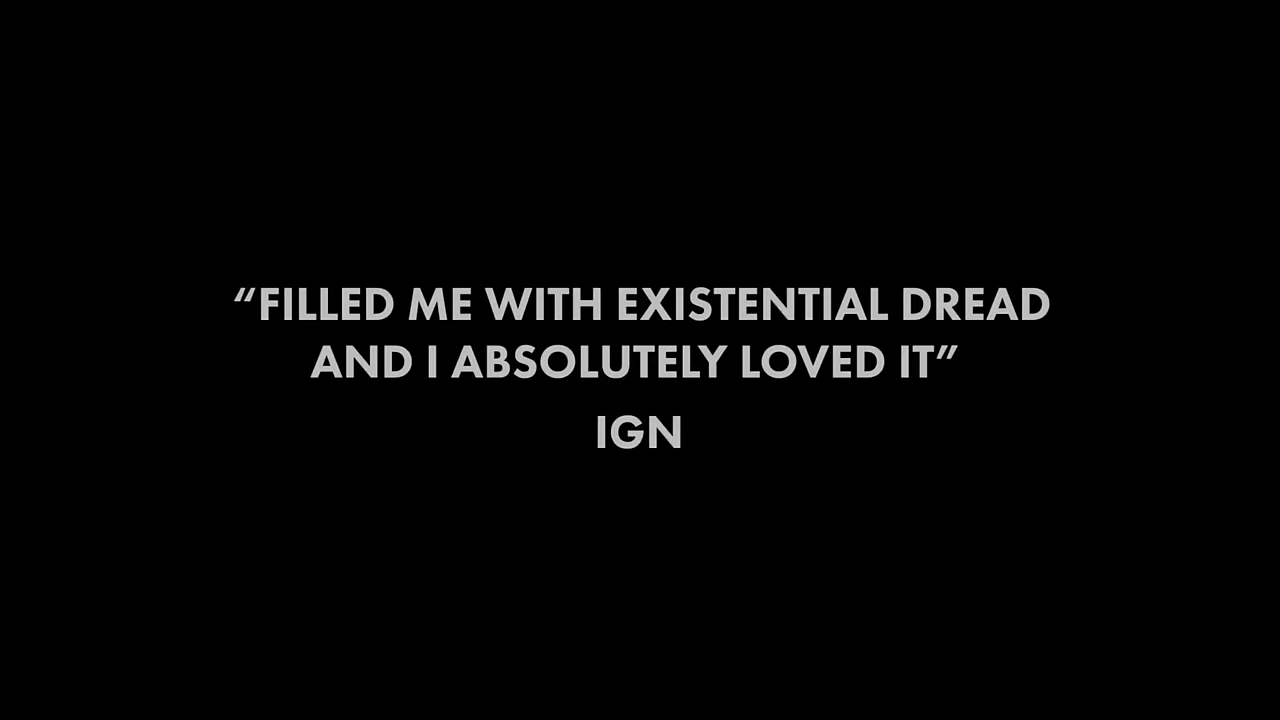 “FILLED ME WITH EXISTENTIAL DREAD
AND I ABSOLUTELY LOVED IT”
IGN